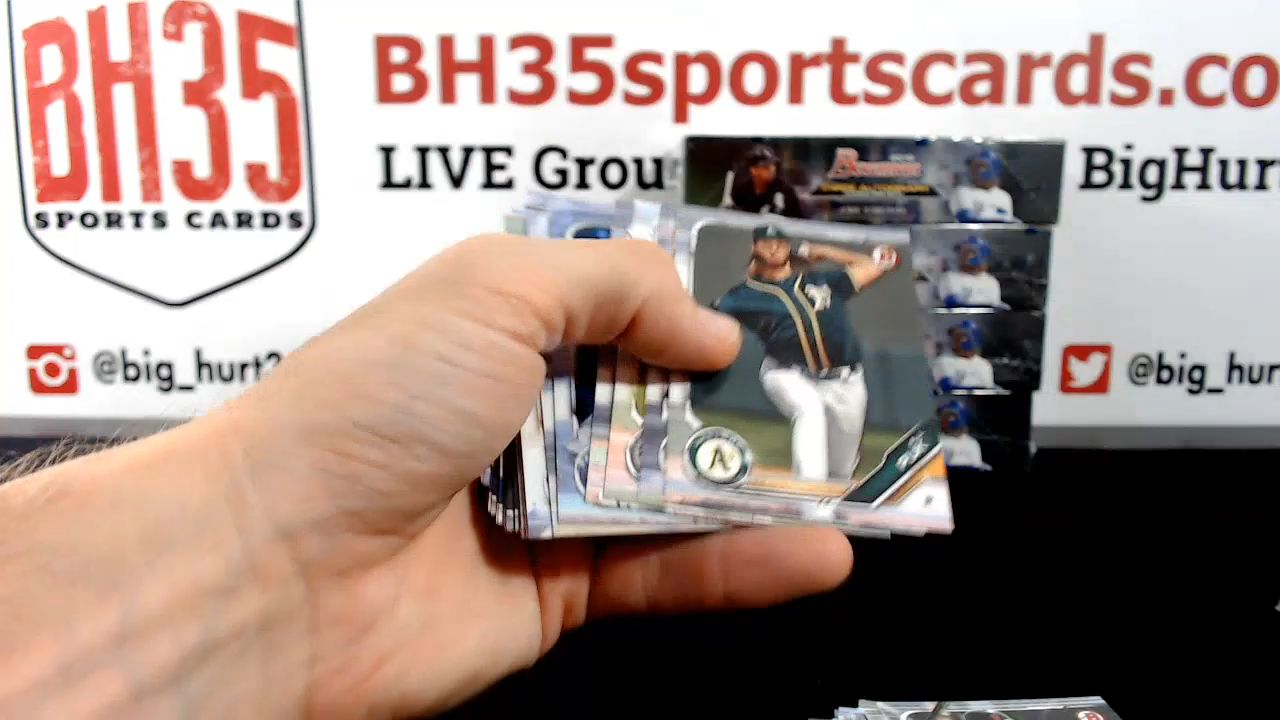 BH35
SPORTS CARDS
BH35sportscards.co
LIVE Grou
BigHur
@big_hurt
@big_hur
Bowman
A's